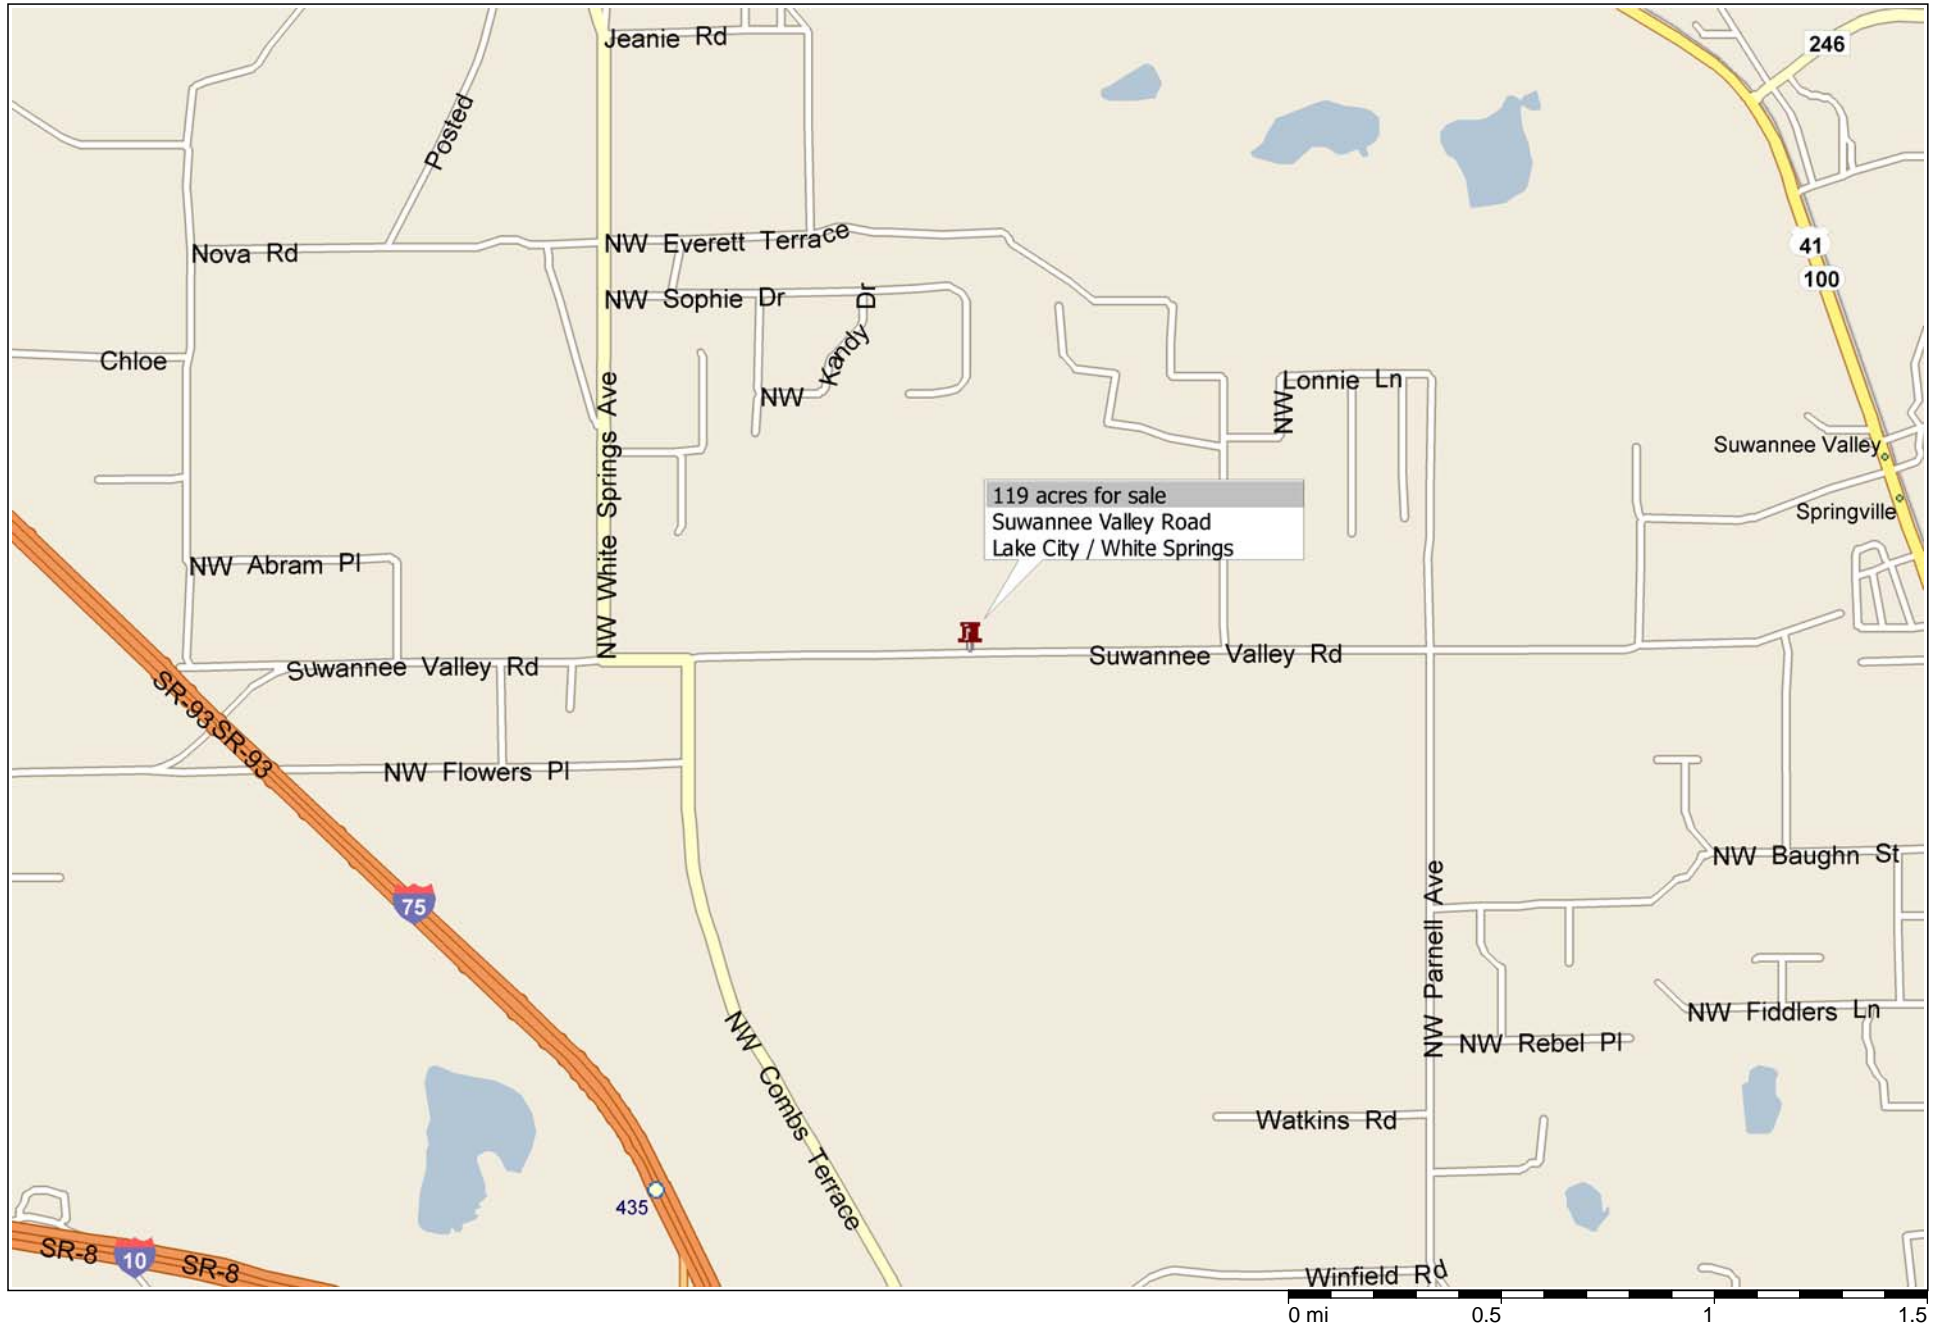 Jeanie Rd
246
Posted
NW Everett Terrace
Nova Rd
41
100
NW Sophie Dr
NW Kandy Dr
Chloe
Lonnie Ln
NW
NW White Springs Ave
Suwannee Valley
119 acres for sale
Suwannee Valley Road
Lake City / White Springs
Springville
NW Abram Pl
Suwannee Valley Rd
Suwannee Valley Rd
SR-93
SR-93
NW Flowers Pl
NW Baughn St
75
NW Parnell Ave
NW Fiddlers Ln
NW Rebel Pl
NW Combs Terrace
Watkins Rd
435
SR-8
10
SR-8
Winfield Rd
0 mi
0.5
1
1.5